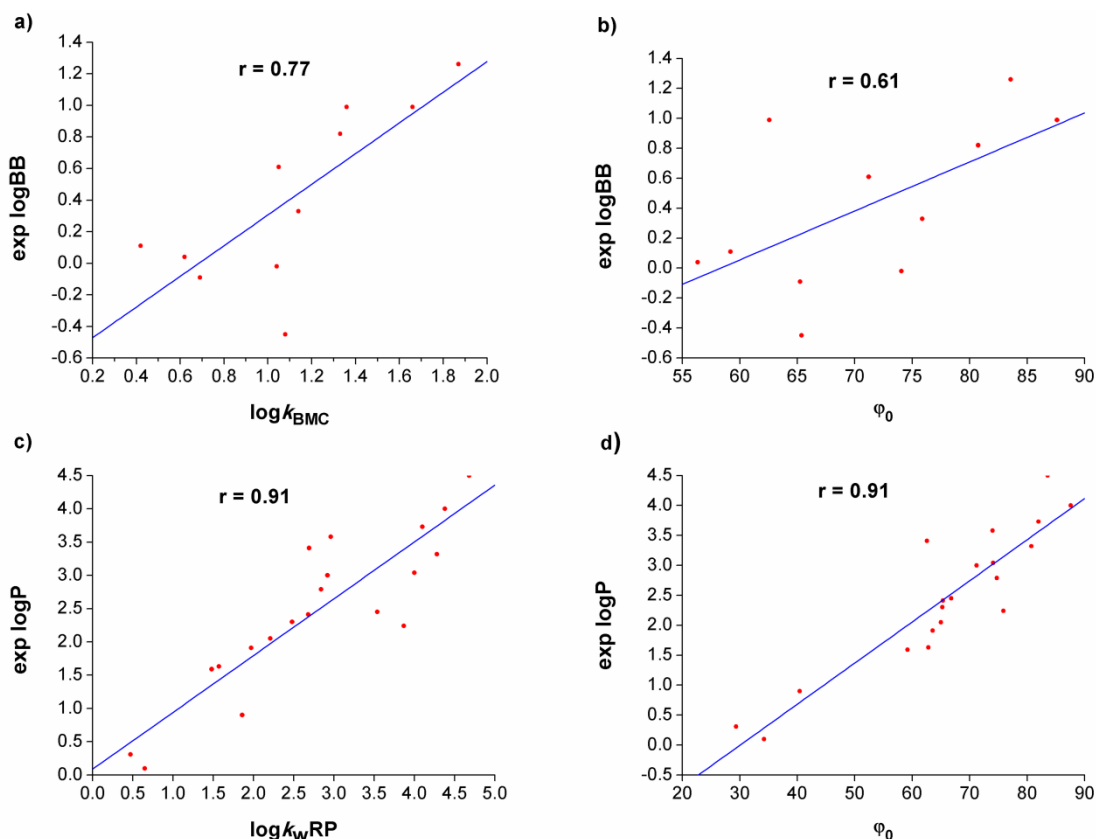 a)
r = 0.77
exp logBB
1.4
1.2
1.0
0.8
0.6
0.4
0.2
0.0
-0.2
-0.4
-0.6
0.2 0.4 0.6 0.8 1.0 1.2 1.4 1.6 1.8 2.0
logk_BMC
b)
r = 0.61
exp logBB
1.4
1.2
1.0
0.8
0.6
0.4
0.2
0.0
-0.2
-0.4
-0.6
55 60 65 70 75 80 85 90
φ₀
c)
r = 0.91
exp logP
4.5
4.0
3.5
3.0
2.5
2.0
1.5
1.0
0.5
0.0
0.0 0.5 1.0 1.5 2.0 2.5 3.0 3.5 4.0 4.5 5.0
logk_wRP
d)
r = 0.91
exp logP
4.5
4.0
3.5
3.0
2.5
2.0
1.5
1.0
0.5
0.0
-0.5
20 30 40 50 60 70 80 90
φ₀